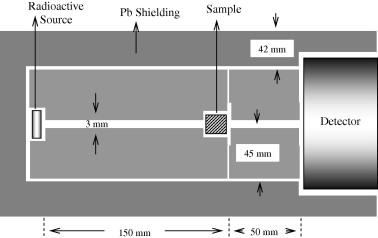 Radioactive
Source
Pb Shielding
Sample
42 mm
3 mm
Detector
45 mm
150 mm
50 mm